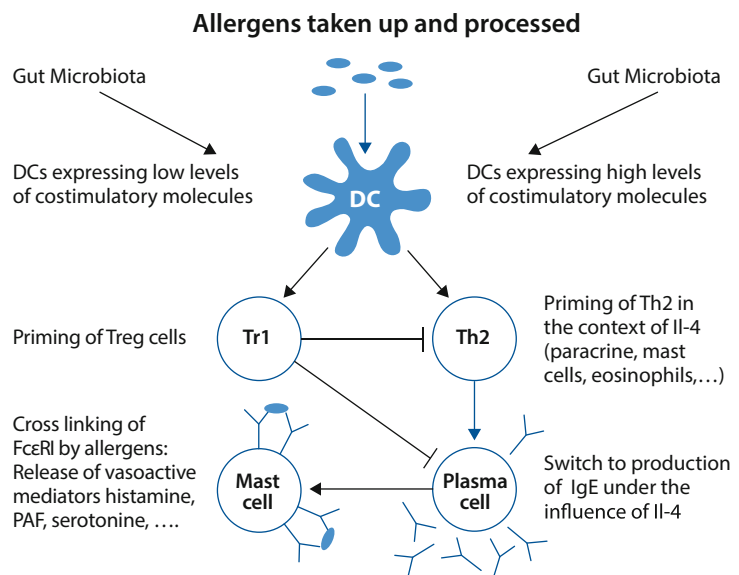 Allergens taken up and processed
Gut Microbiota
Gut Microbiota
DCs expressing low levels
of costimulatory molecules
DC
DCs expressing high levels
of costimulatory molecules
Priming of Treg cells
Tr1
Th2
Priming of Th2 in
the context of Il-4
(paracrine, mast
cells, eosinophils,...)
Cross linking of
FcεRI by allergens:
Release of vasoactive
mediators histamine,
PAF, serotonine, ....
Mast
cell
Plasma
cell
Switch to production
of IgE under the
influence of Il-4